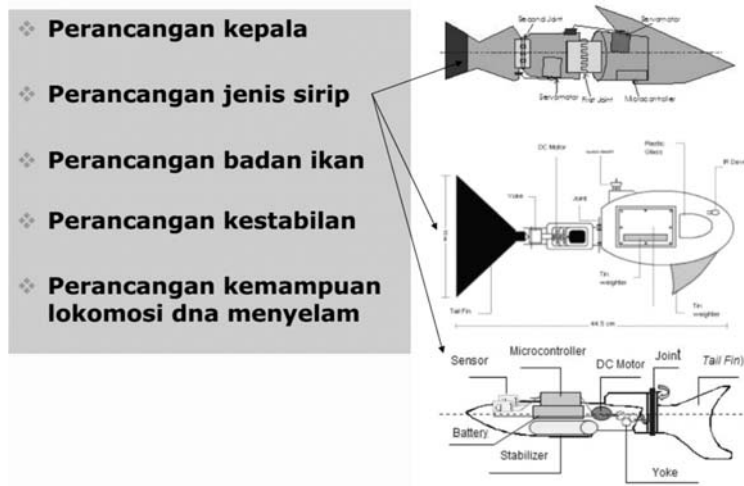 Perancangan kepala
Perancangan jenis sirip
Perancangan badan ikan
Perancangan kestabilan
Perancangan kemampuan
lokomosi dna menyelam
Second Joint
Servomotor
Servomotor
First Joint
Microcontroller
DC Motor
Plastic
Glass
Yoke
Joint
Tin
weighter
Tin
weighter
Tail Fin
44.5 cm
Sensor
Microcontroller
DC Motor
Joint
Tail Fin)
Battery
Stabilizer
Yoke